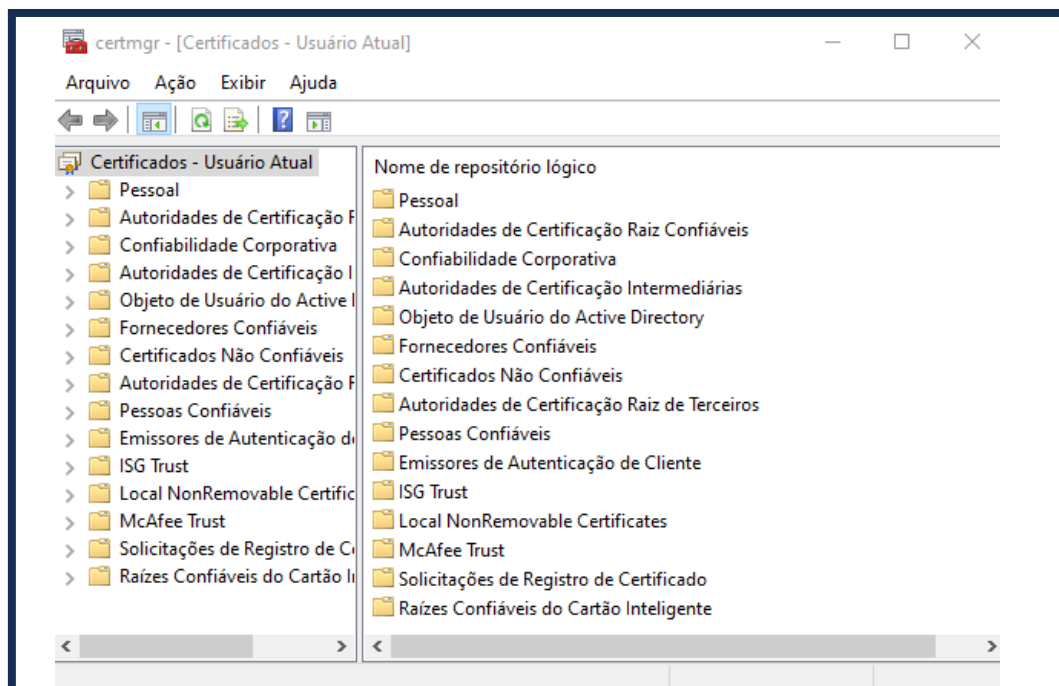 certmgr - [Certificados - Usuário Atual]
Arquivo Ação Exibir Ajuda
Certificados - Usuário Atual
Pessoal
Autoridades de Certificação R
Confiabilidade Corporativa
Autoridades de Certificação I
Objeto de Usuário do Active
Fornecedores Confiáveis
Certificados Não Confiáveis
Autoridades de Certificação R
Pessoas Confiáveis
Emissores de Autenticação de
ISG Trust
Local NonRemovable Certific
McAfee Trust
Solicitações de Registro de Ce
Raízes Confiáveis do Cartão In
Nome de repositório lógico
Pessoal
Autoridades de Certificação Raiz Confiáveis
Confiabilidade Corporativa
Autoridades de Certificação Intermediárias
Objeto de Usuário do Active Directory
Fornecedores Confiáveis
Certificados Não Confiáveis
Autoridades de Certificação Raiz de Terceiros
Pessoas Confiáveis
Emissores de Autenticação de Cliente
ISG Trust
Local NonRemovable Certificates
McAfee Trust
Solicitações de Registro de Certificado
Raízes Confiáveis do Cartão Inteligente